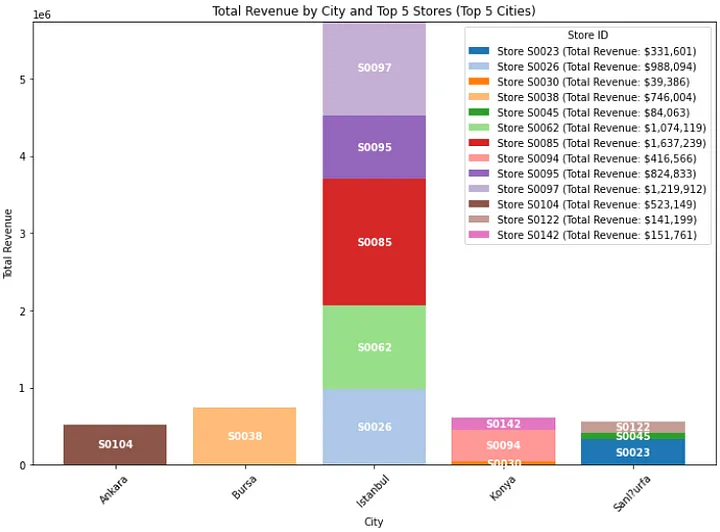 Total Revenue by City and Top 5 Stores (Top 5 Cities)
1e6
Store ID
Store S0023 (Total Revenue: $331,601)
Store S0026 (Total Revenue: $988,094)
Store S0030 (Total Revenue: $39,386)
Store S0038 (Total Revenue: $746,004)
Store S0045 (Total Revenue: $84,063)
Store S0062 (Total Revenue: $1,074,119)
Store S0085 (Total Revenue: $1,637,239)
Store S0094 (Total Revenue: $416,566)
Store S0095 (Total Revenue: $824,833)
Store S0097 (Total Revenue: $1,219,912)
Store S0104 (Total Revenue: $523,149)
Store S0122 (Total Revenue: $141,199)
Store S0142 (Total Revenue: $151,761)
5
4
3
2
1
0
Total Revenue
S0104
S0038
S0097
S0095
S0085
S0062
S0026
S0142
S0094
S0030
S0122
S0045
S0023
Ankara
Bursa
Istanbul
Konya
Sanl?urfa
City